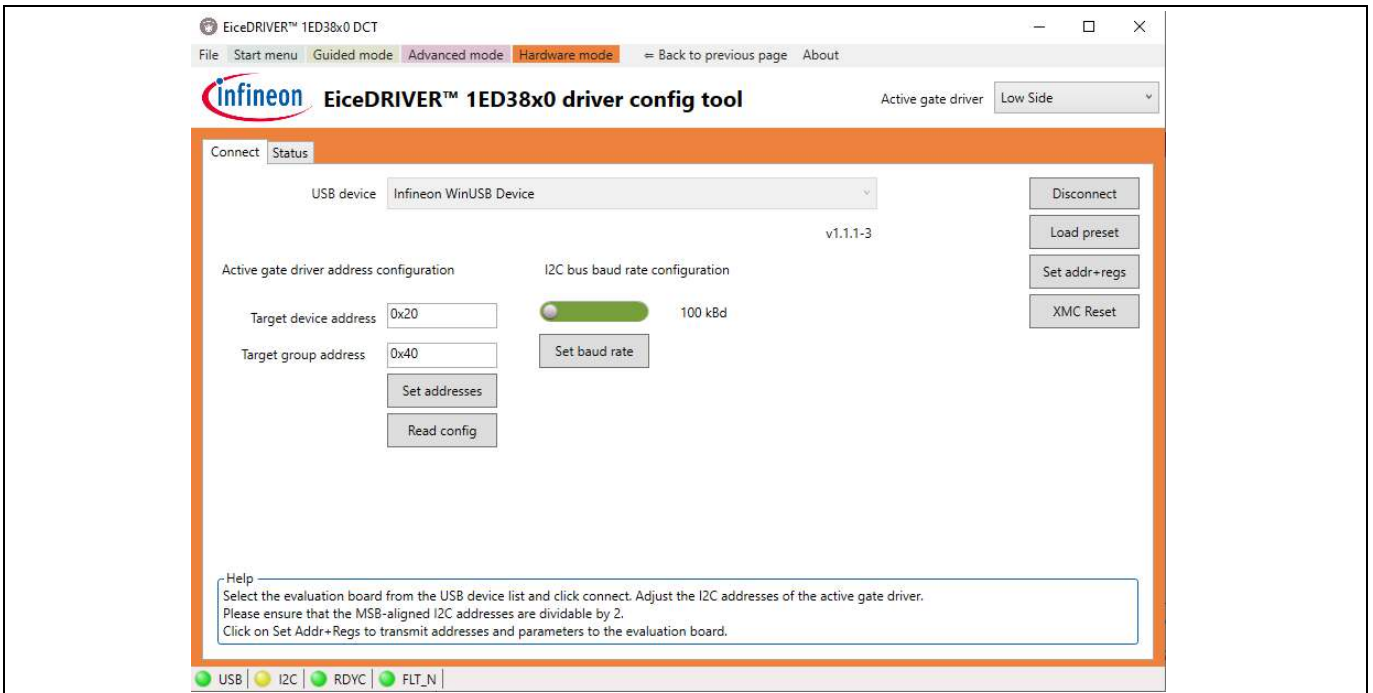 EiceDRIVER™ 1ED38x0 DCT
File Start menu Guided mode Advanced mode Hardware mode ⇐ Back to previous page About
infineon EiceDRIVER™ 1ED38x0 driver config tool Active gate driver Low Side
Connect Status
USB device Infineon WinUSB Device Disconnect
v1.1.1-3 Load preset
Active gate driver address configuration I2C bus baud rate configuration Set addr+regs
Target device address 0x20 100 kBd XMC Reset
Target group address 0x40 Set baud rate
Set addresses
Read config
Help
Select the evaluation board from the USB device list and click connect. Adjust the I2C addresses of the active gate driver.
Please ensure that the MSB-aligned I2C addresses are dividable by 2.
Click on Set Addr+Regs to transmit addresses and parameters to the evaluation board.
USB I2C RDYC FLT_N